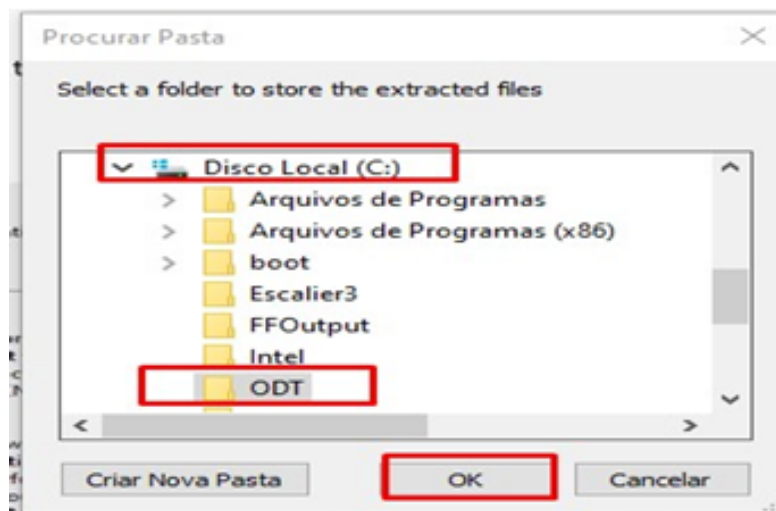 Procurar Pasta
Select a folder to store the extracted files
Disco Local (C:)
Arquivos de Programas
Arquivos de Programas (x86)
boot
Escalier3
FFOutput
Intel
ODT
Criar Nova Pasta OK Cancelar